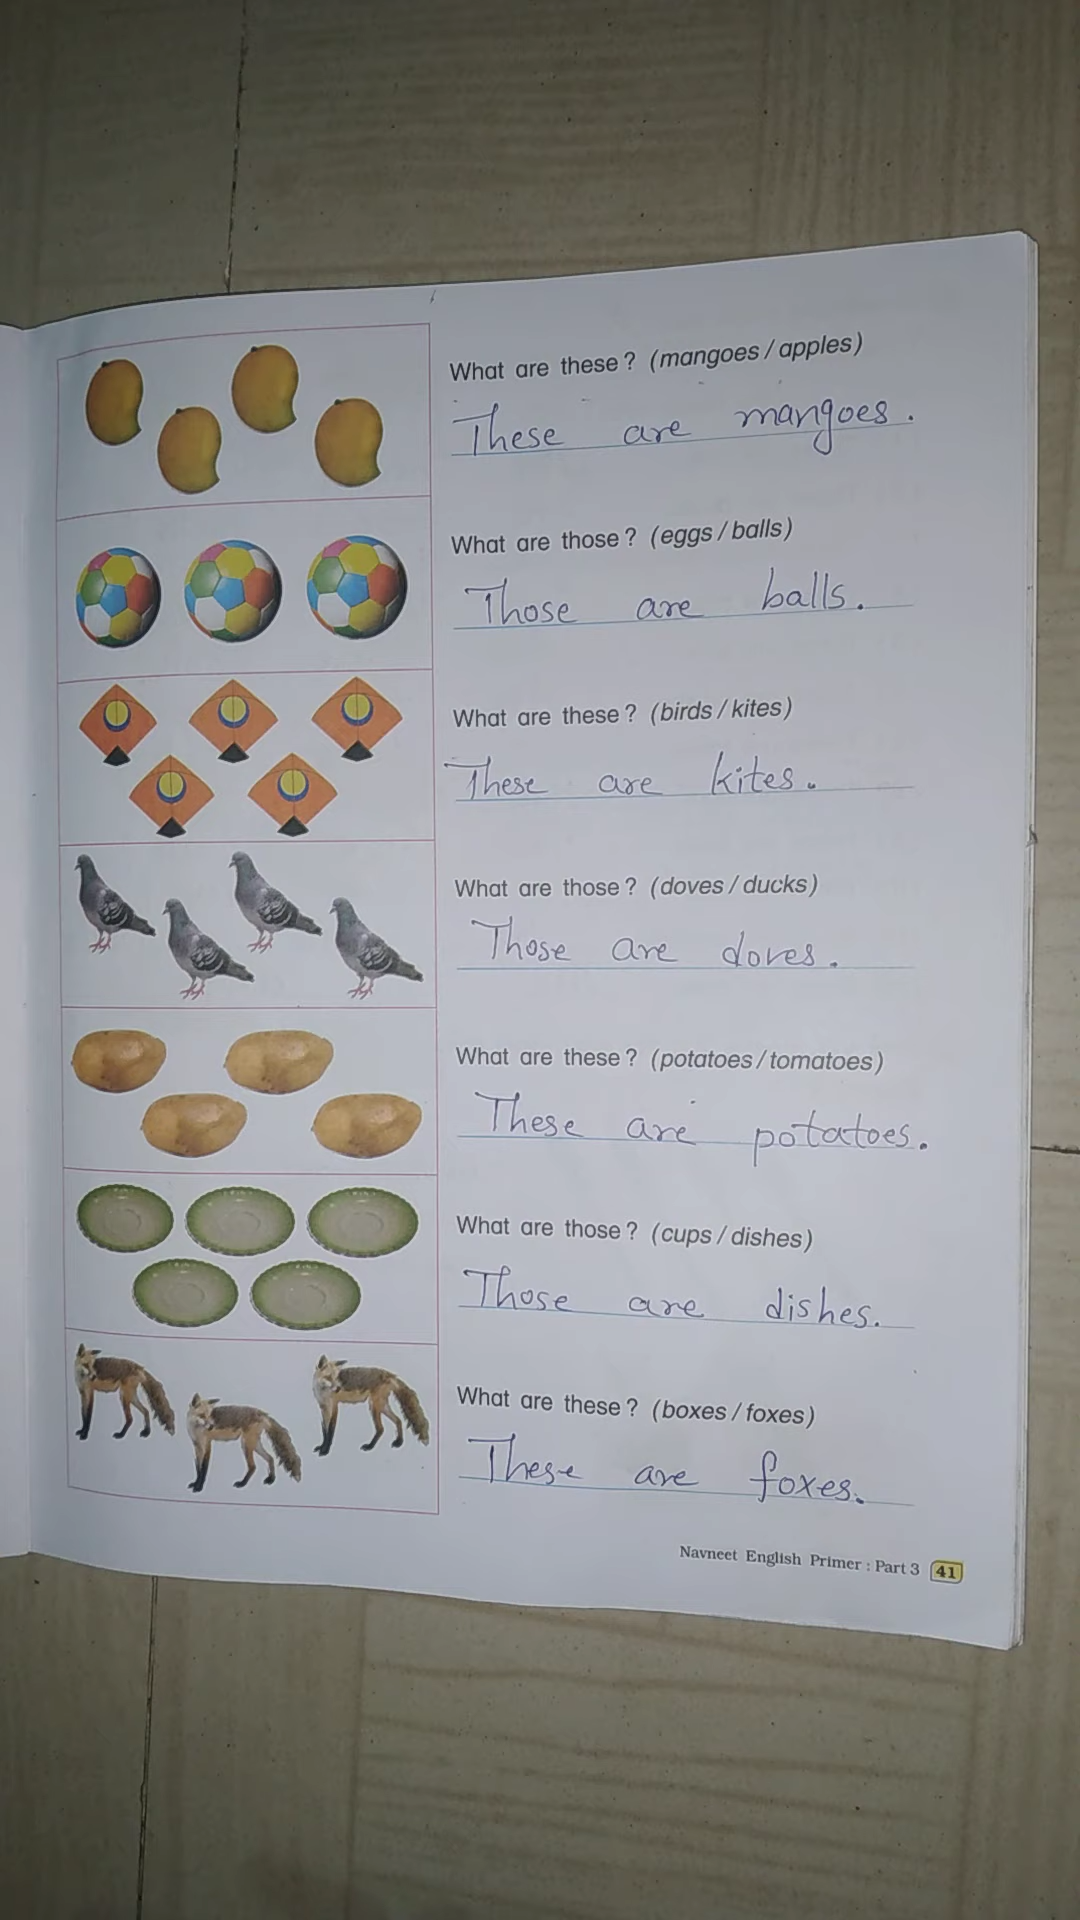 What are these? (mangoes / apples)
These are mangoes.
What are those? (eggs / balls)
Those are balls.
What are these? (birds / kites)
These are kites.
What are those? (doves / ducks)
Those are doves.
What are these? (potatoes / tomatoes)
These are potatoes.
What are those? (cups / dishes)
Those are dishes.
What are these? (boxes / foxes)
These are foxes.
Navneet English Primer : Part 3 41